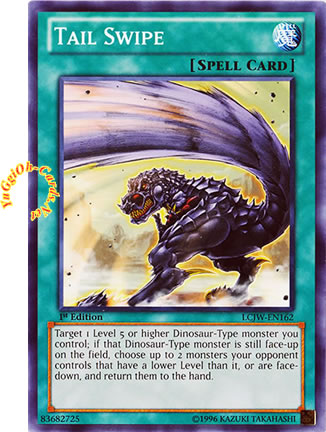 Tail Swipe
[Spell Card]
YuGgiOh-Cards.Net
1st Edition
LCJW-EN162
Target 1 Level 5 or higher Dinosaur-Type monster you
control; if that Dinosaur-Type monster is still face-up
on the field, choose up to 2 monsters your opponent
controls that have a lower Level than it, or are face-
down, and return them to the hand.
83682725
©1996 KAZUKI TAKAHASHI